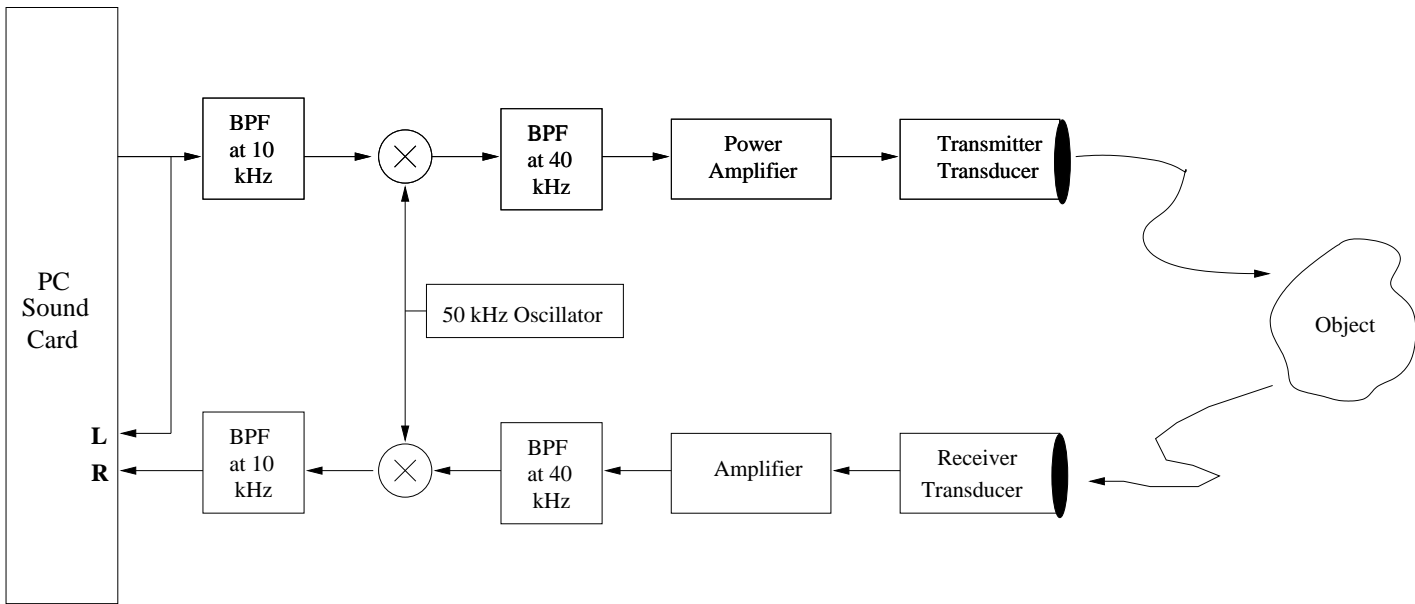 PC
Sound
Card
L
R
BPF
at 10
kHz
BPF
at 40
kHz
Power
Amplifier
Transmitter
Transducer
50 kHz Oscillator
Object
BPF
at 10
kHz
BPF
at 40
kHz
Amplifier
Receiver
Transducer